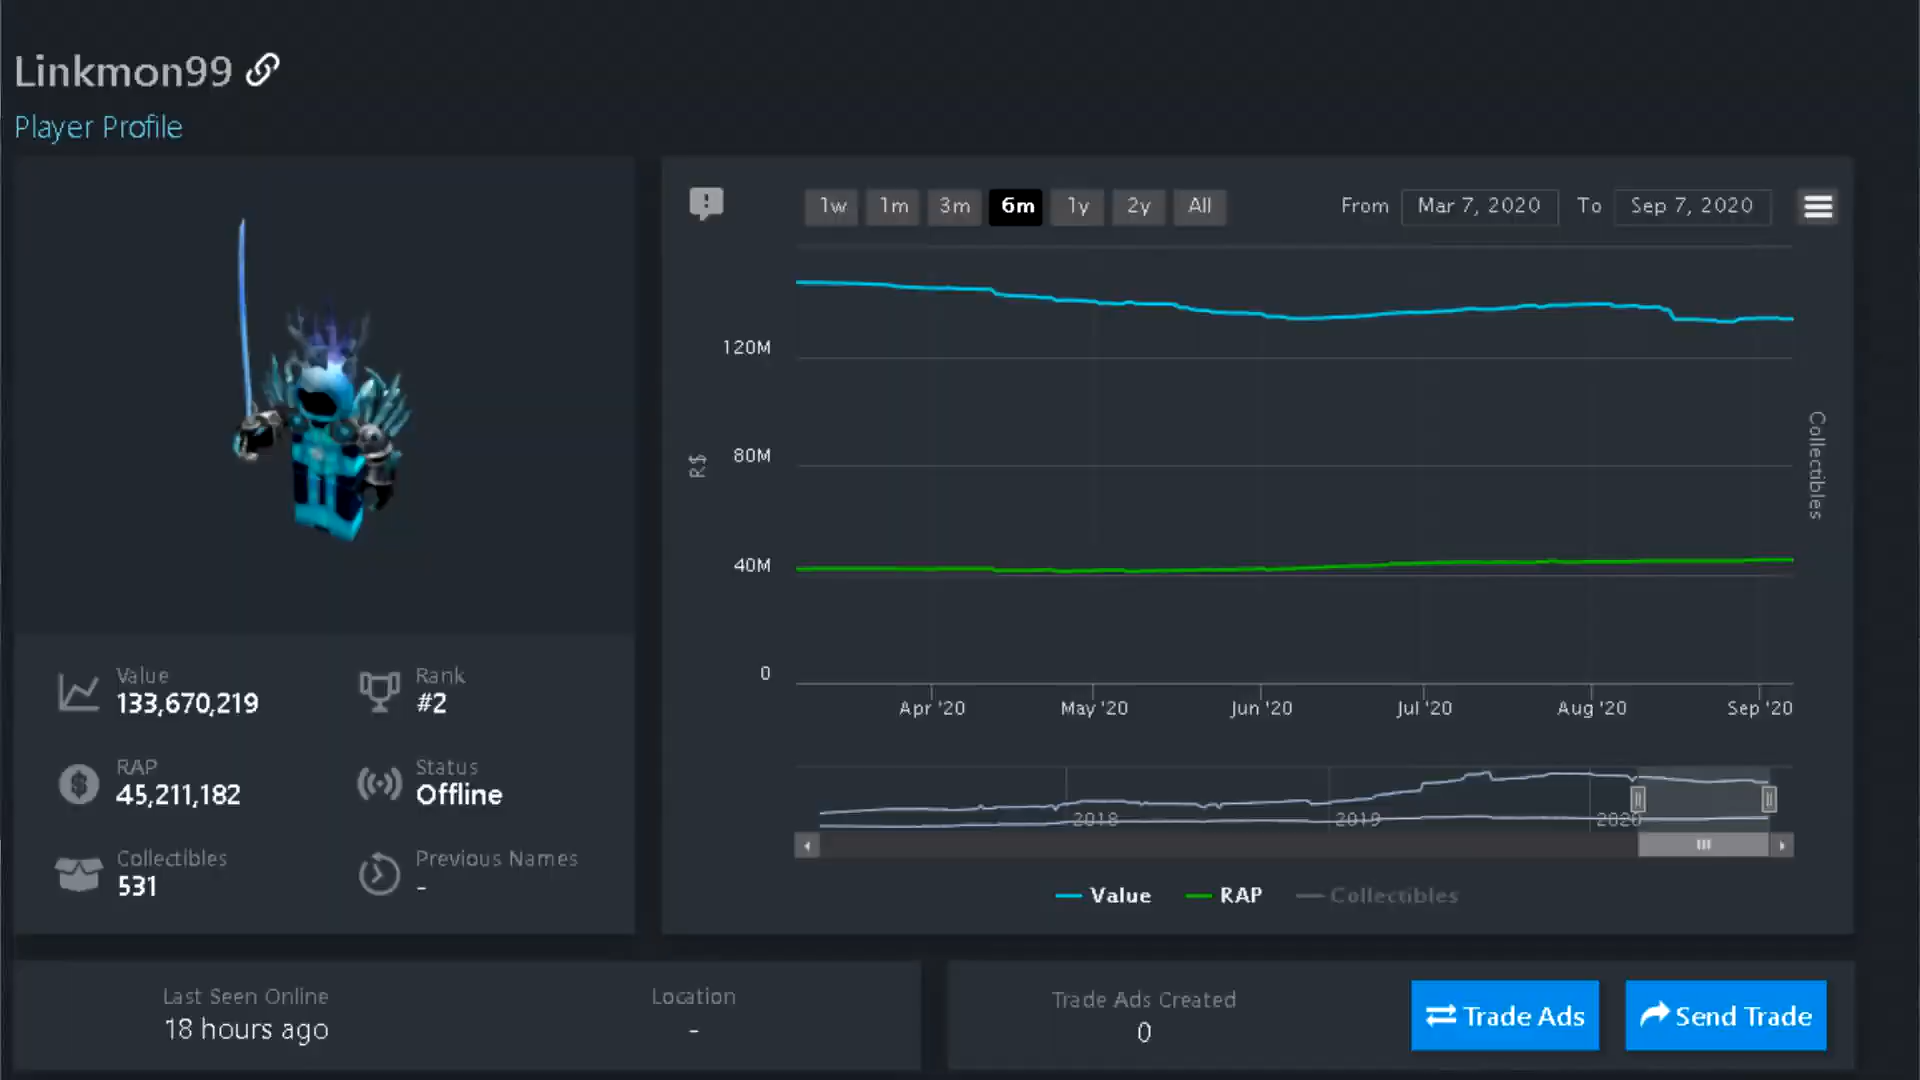 Linkmon99
Player Profile
1w 1m 3m 6m 1y 2y All
From Mar 7, 2020 To Sep 7, 2020
120M
80M
40M
0
R$
Collectibles
Apr '20 May '20 Jun '20 Jul '20 Aug '20 Sep '20
2018 2019 2020
Value RAP Collectibles
Value
133,670,219
Rank
#2
RAP
45,211,182
Status
Offline
Collectibles
531
Previous Names
-
Last Seen Online
18 hours ago
Location
-
Trade Ads Created
0
Trade Ads
Send Trade